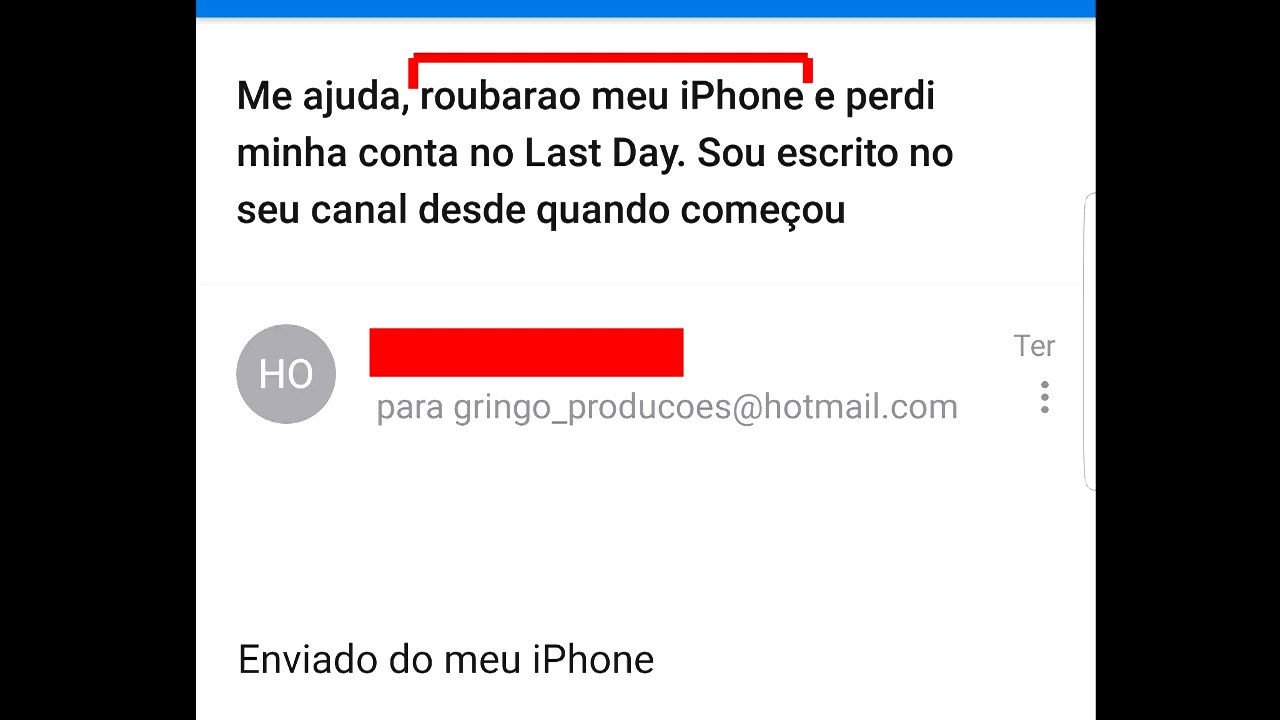 Me ajuda, roubarao meu iPhone e perdi
minha conta no Last Day. Sou escrito no
seu canal desde quando começou
HO
Ter
para gringo_producoes@hotmail.com
Enviado do meu iPhone